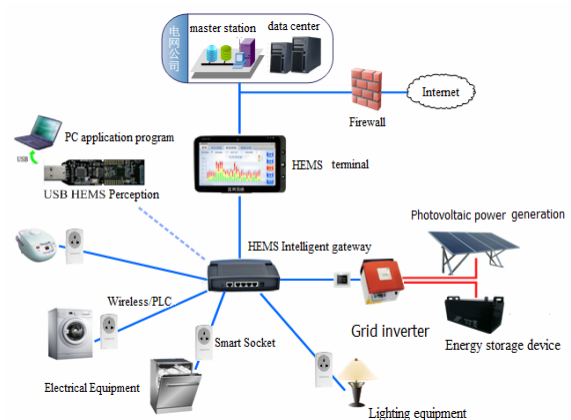 电网公司
master station
data center
Internet
Firewall
PC application program
USB
USB HEMS Perception
HEMS terminal
Photovoltaic power generation
HEMS Intelligent gateway
Wireless/PLC
Grid inverter
Smart Socket
Energy storage device
Electrical Equipment
Lighting equipment